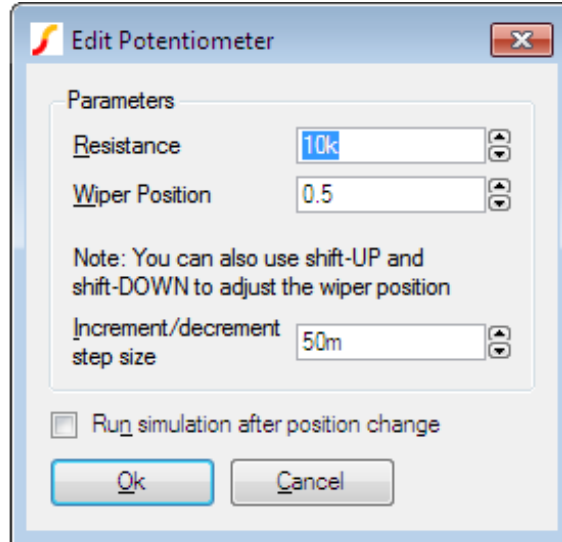 Edit Potentiometer
Parameters
Resistance 10k
Wiper Position 0.5
Note: You can also use shift-UP and
shift-DOWN to adjust the wiper position
Increment/decrement
step size 50m
Run simulation after position change
Ok Cancel